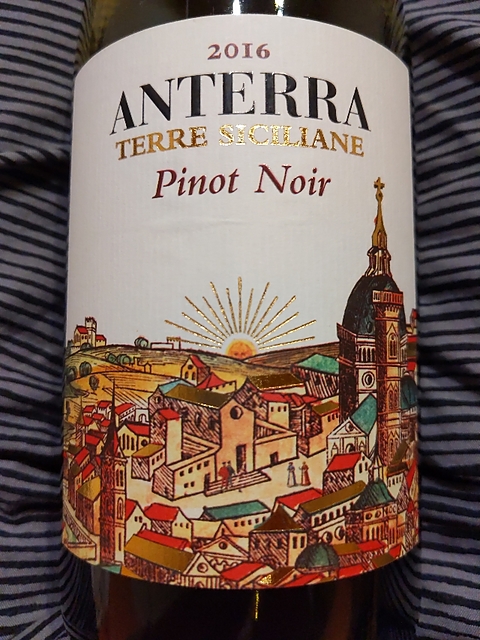 2016
ANTERRA
TERRE SICILIANE
Pinot Noir